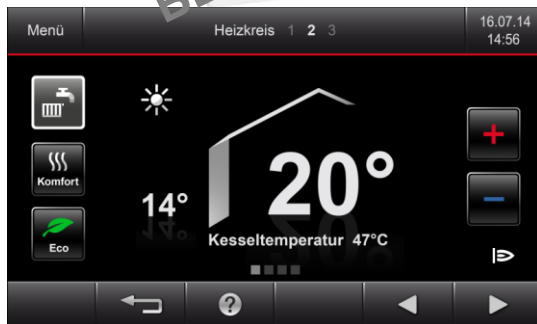 Menü
Heizkreis 1 2 3
16.07.14
14:56
Komfort
Eco
14°
20°
Kesseltemperatur 47°C
?